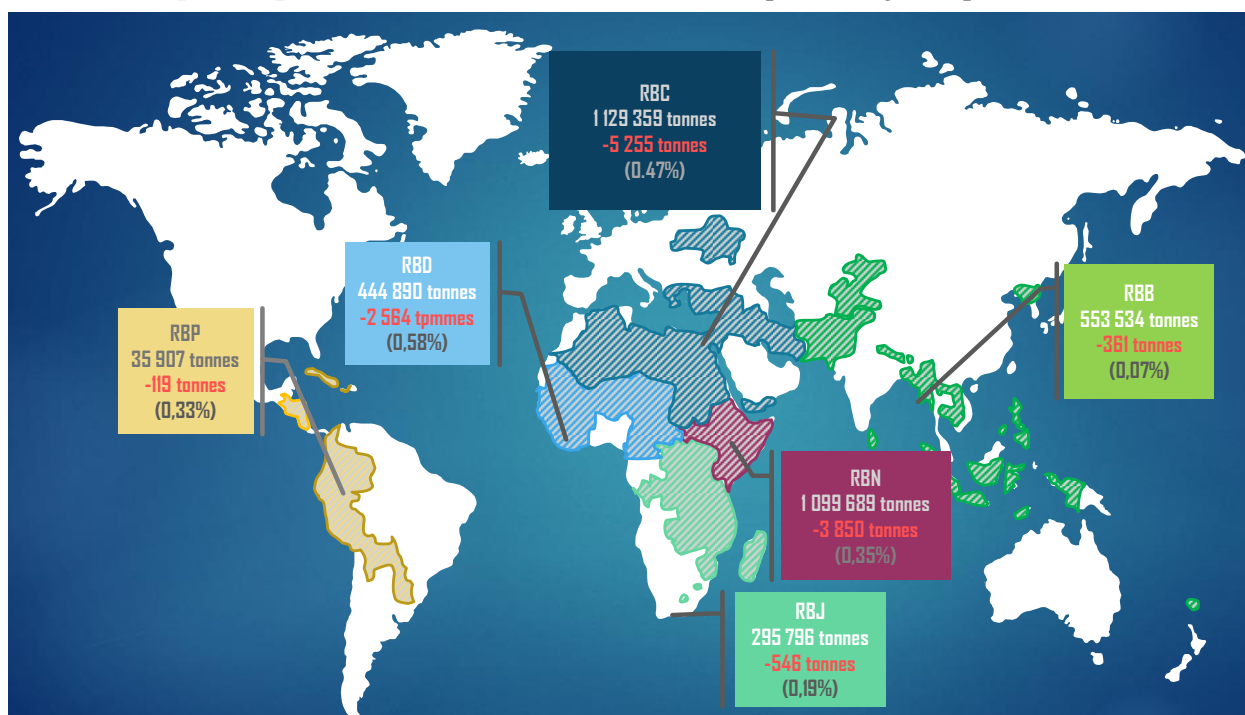 RBC
1 129 359 tonnes
-5 255 tonnes
(0.47%)
RBD
444 890 tonnes
-2 564 tpmmes
(0,58%)
RBP
35 907 tonnes
-119 tonnes
(0,33%)
RBB
553 534 tonnes
-361 tonnes
(0,07%)
RBN
1 099 689 tonnes
-3 850 tonnes
(0,35%)
RBJ
295 796 tonnes
-546 tonnes
(0,19%)